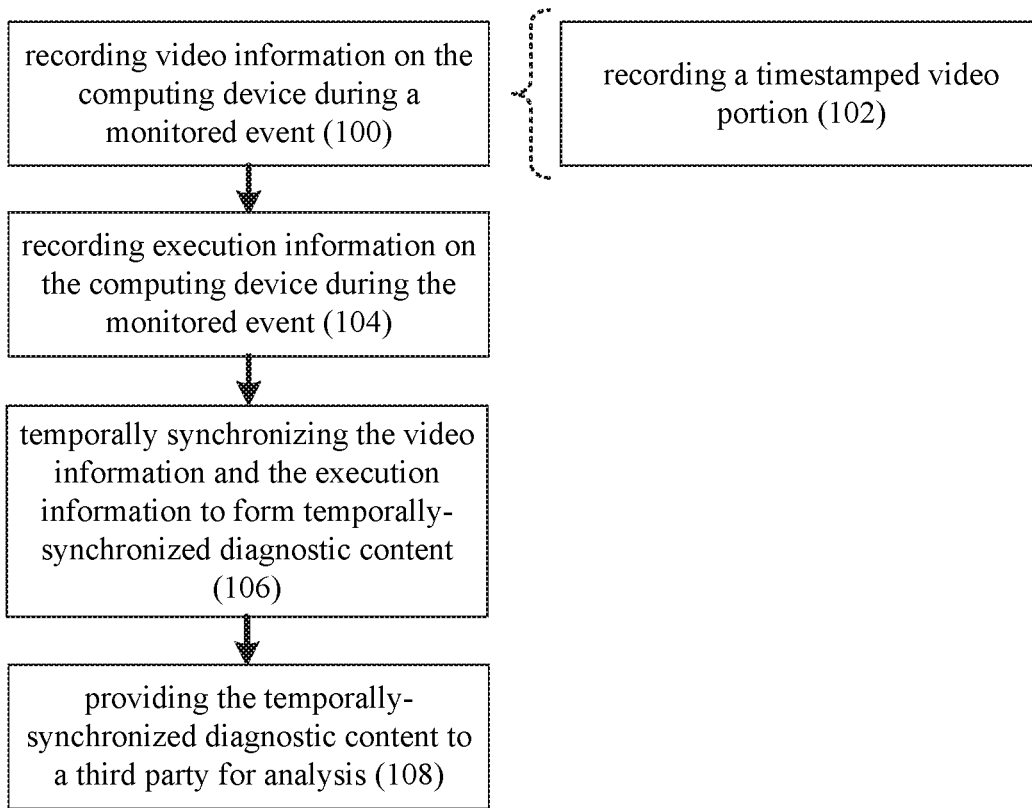 recording video information on the
computing device during a
monitored event (100)
recording a timestamped video
portion (102)
recording execution information on
the computing device during the
monitored event (104)
temporally synchronizing the video
information and the execution
information to form temporally-
synchronized diagnostic content
(106)
providing the temporally-
synchronized diagnostic content to
a third party for analysis (108)